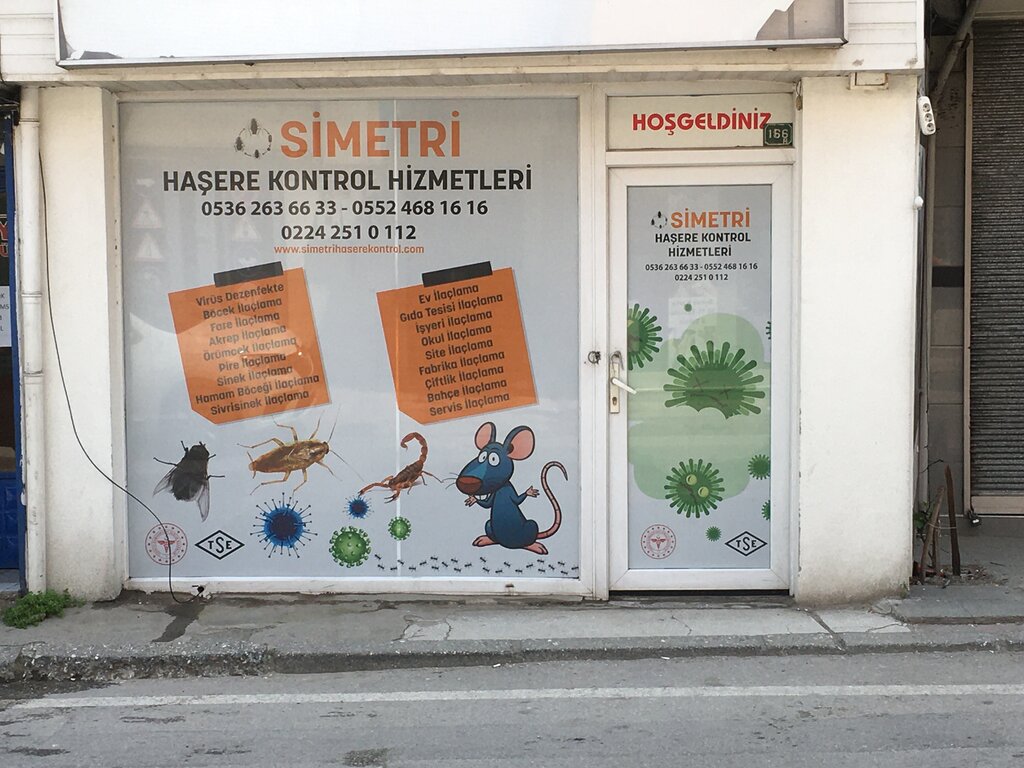 SİMETRİ
HAŞERE KONTROL HİZMETLERİ
0536 263 66 33 - 0552 468 16 16
0224 251 0 112
www.simetrihaserekontrol.com
Virüs Dezenfekte
Böcek İlaçlama
Fare İlaçlama
Akrep İlaçlama
Örümcek İlaçlama
Pire İlaçlama
Sinek İlaçlama
Hamam Böceği İlaçlama
Sivrisinek İlaçlama
Ev İlaçlama
Gıda Tesisi İlaçlama
İşyeri İlaçlama
Okul İlaçlama
Site İlaçlama
Fabrika İlaçlama
Çiftlik İlaçlama
Bahçe İlaçlama
Servis İlaçlama
TSE
HOŞGELDİNİZ
166
SİMETRİ
HAŞERE KONTROL
HİZMETLERİ
0536 263 66 33 - 0552 468 16 16
0224 251 0 112
TSE